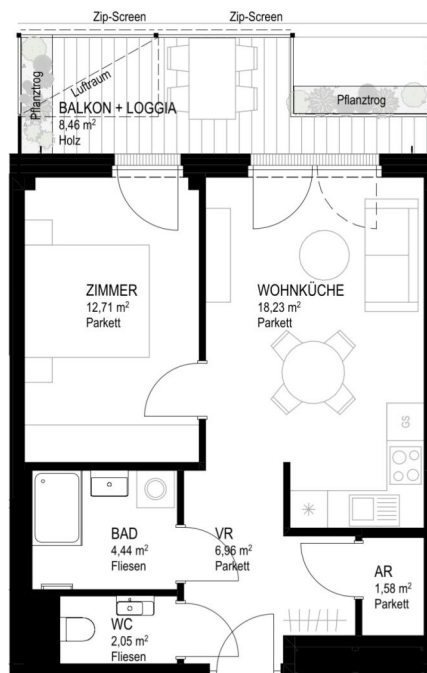 Zip-Screen
Zip-Screen
Pflanztrog
Luftraum
Pflanztrog
BALKON + LOGGIA
8,46 m²
Holz
ZIMMER
12,71 m²
Parkett
WOHNKÜCHE
18,23 m²
Parkett
GS
BAD
4,44 m²
Fliesen
VR
6,96 m²
Parkett
AR
1,58 m²
Parkett
WC
2,05 m²
Fliesen